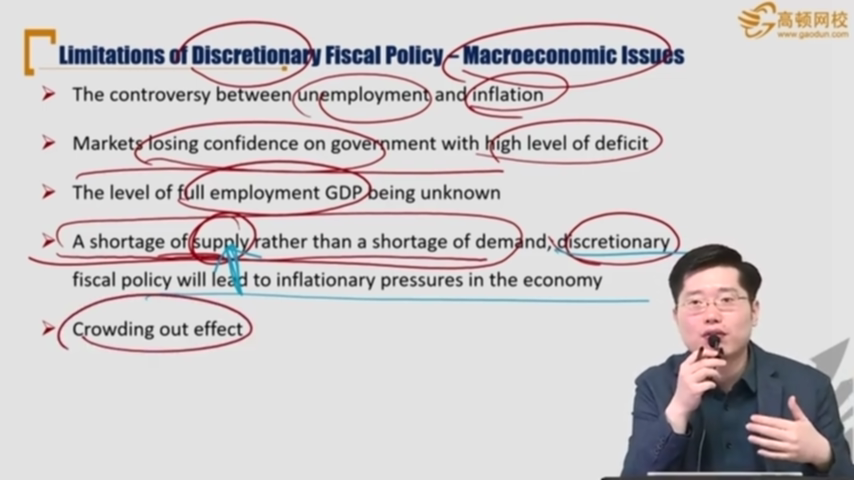 高顿网校
www.gaodun.com
Limitations of Discretionary Fiscal Policy – Macroeconomic Issues
The controversy between unemployment and inflation
Markets losing confidence on government with high level of deficit
The level of full employment GDP being unknown
A shortage of supply rather than a shortage of demand, discretionary
fiscal policy will lead to inflationary pressures in the economy
Crowding out effect